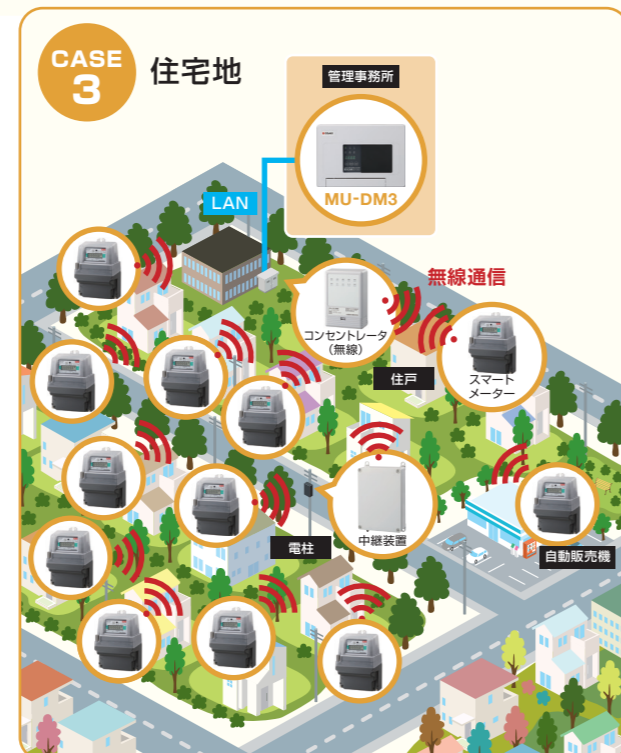 CASE
3
住宅地
管理事務所
MU-DM3
LAN
無線通信
コンセントレータ
(無線)
住戸
スマート
メーター
電柱
中継装置
自動販売機